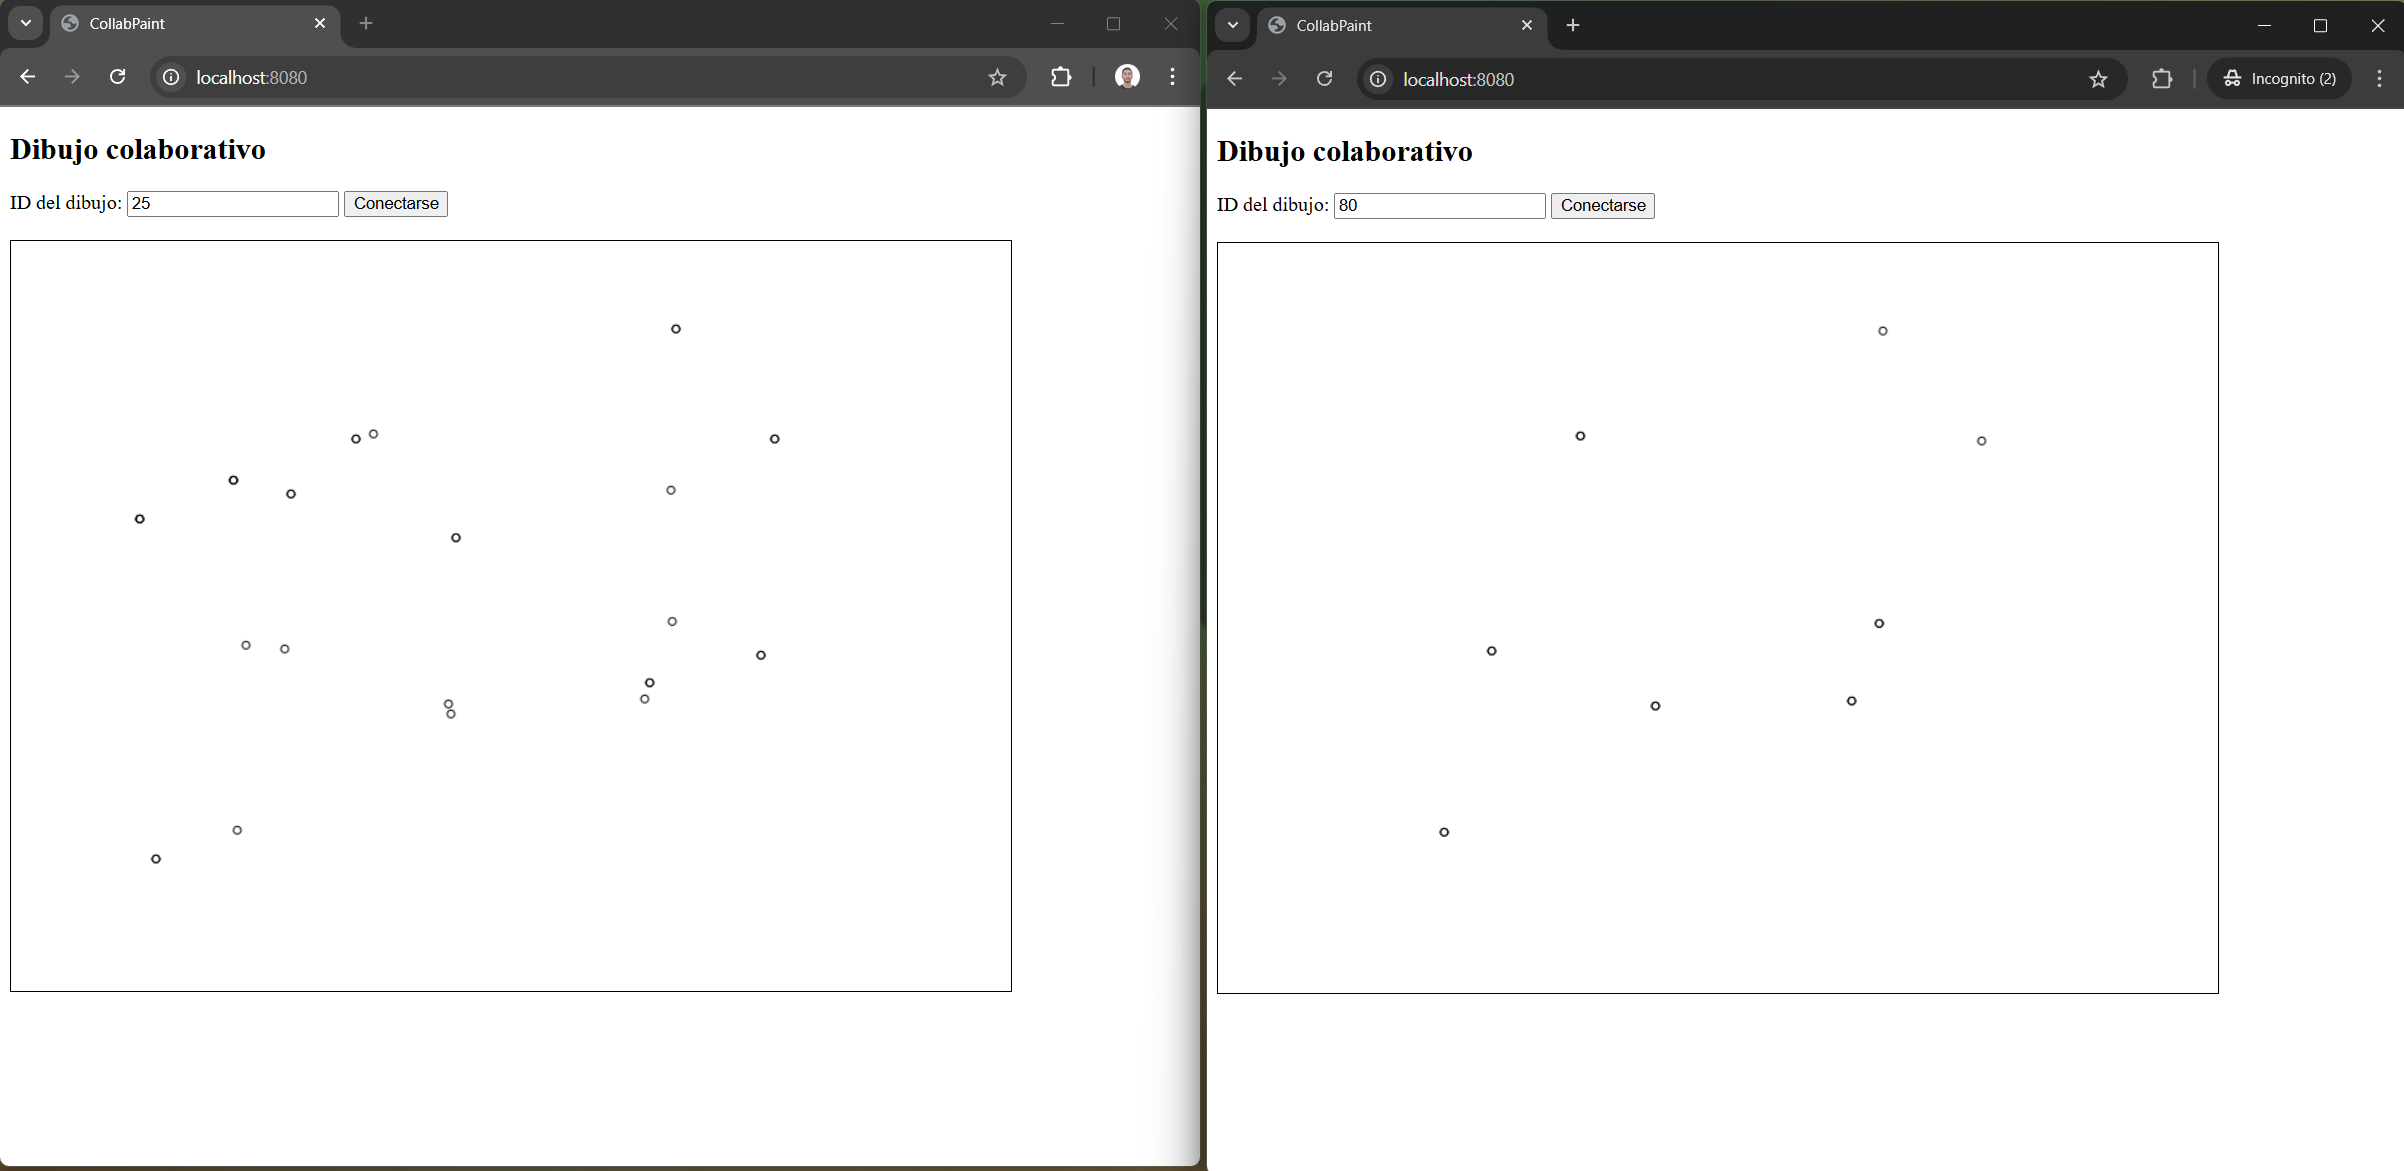 CollabPaint
localhost:8080
Dibujo colaborativo
ID del dibujo: 25 Conectarse
CollabPaint
localhost:8080
Incognito (2)
Dibujo colaborativo
ID del dibujo: 80 Conectarse